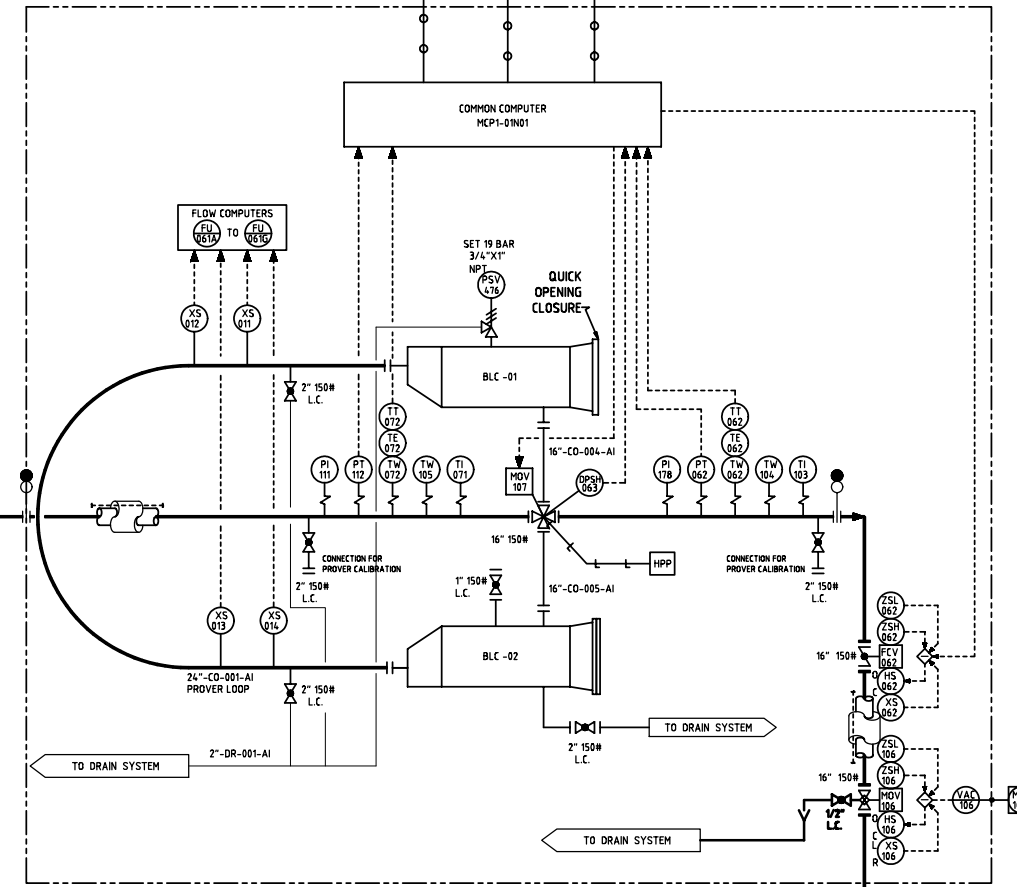 COMMON COMPUTER
MCP1-01N01
FLOW COMPUTERS
FU
061A
TO
FU
061G
SET 19 BAR
3/4"X1"
NPT
PSV
476
QUICK
OPENING
CLOSURE
XS
012
XS
011
BLC -01
2" 150#
L.C.
TT
072
TE
072
TW
072
PI
111
PT
112
TW
105
TI
071
16"-CO-004-AI
MOV
107
DPSH
063
TT
062
TE
062
TW
062
PI
178
PT
062
TW
104
TI
103
16" 150#
CONNECTION FOR
PROVER CALIBRATION
2" 150#
L.C.
HPP
CONNECTION FOR
PROVER CALIBRATION
2" 150#
L.C.
1" 150#
L.C.
16"-CO-005-AI
XS
013
XS
014
BLC -02
24"-CO-001-AI
PROVER LOOP
2" 150#
L.C.
ZSL
062
ZSH
062
16" 150#
FCV
062
O
C
HS
062
XS
062
2" 150#
L.C.
TO DRAIN SYSTEM
2"-DR-001-AI
TO DRAIN SYSTEM
ZSL
106
ZSH
106
16" 150#
MOV
106
VAC
106
1/2"
L.C.
O
C
L
R
HS
106
XS
106
TO DRAIN SYSTEM